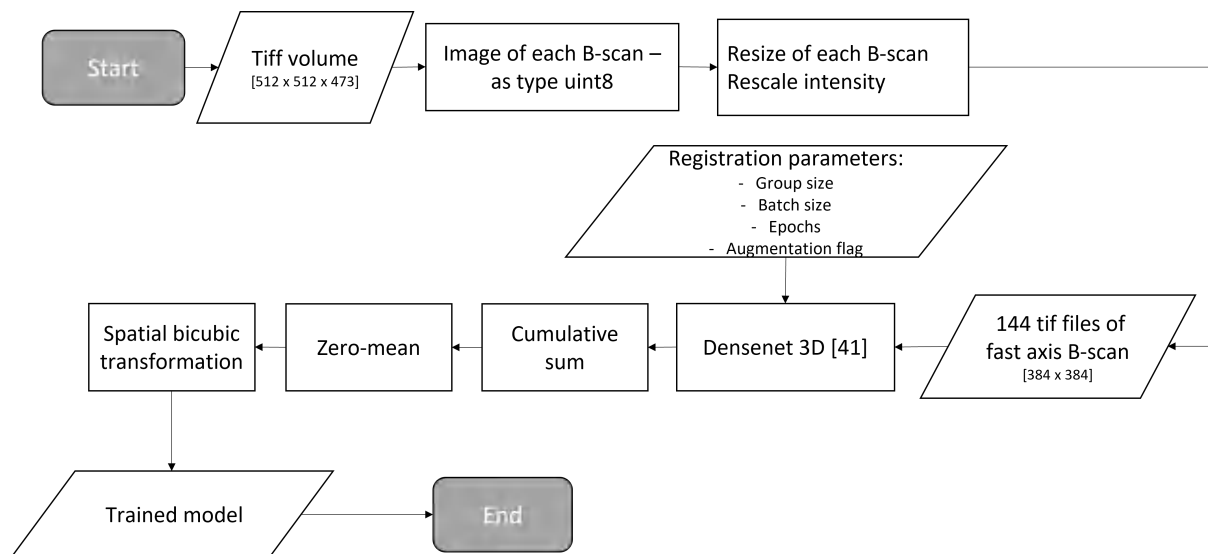 Start
Tiff volume
[512 x 512 x 473]
Image of each B-scan –
as type uint8
Resize of each B-scan
Rescale intensity
Registration parameters:
- Group size
- Batch size
- Epochs
- Augmentation flag
144 tif files of
fast axis B-scan
[384 x 384]
Densenet 3D [41]
Cumulative
sum
Zero-mean
Spatial bicubic
transformation
Trained model
End